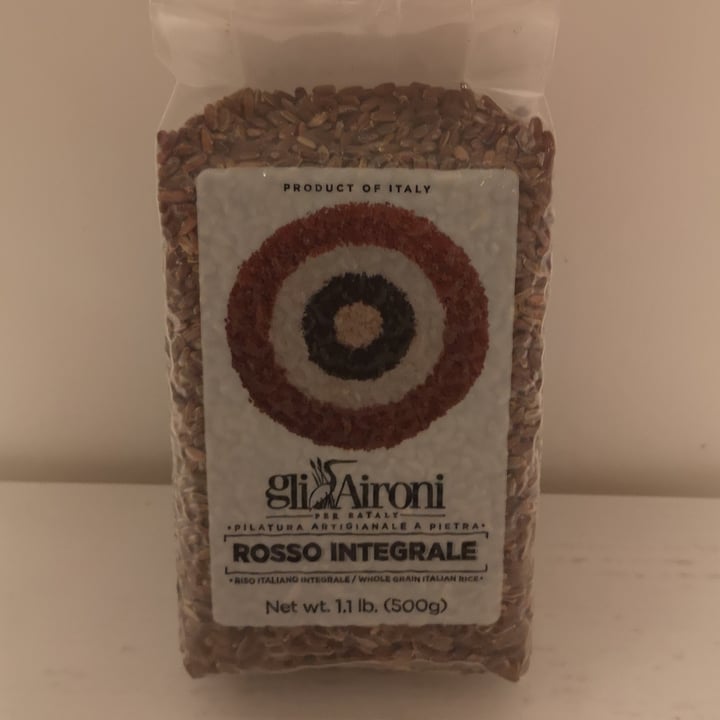 PRODUCT OF ITALY
gli Aironi
PER EATALY
•PILATURA ARTIGIANALE A PIETRA•
ROSSO INTEGRALE
•RISO ITALIANO INTEGRALE / WHOLE GRAIN ITALIAN RICE•
Net wt. 1.1 lb. (500g)